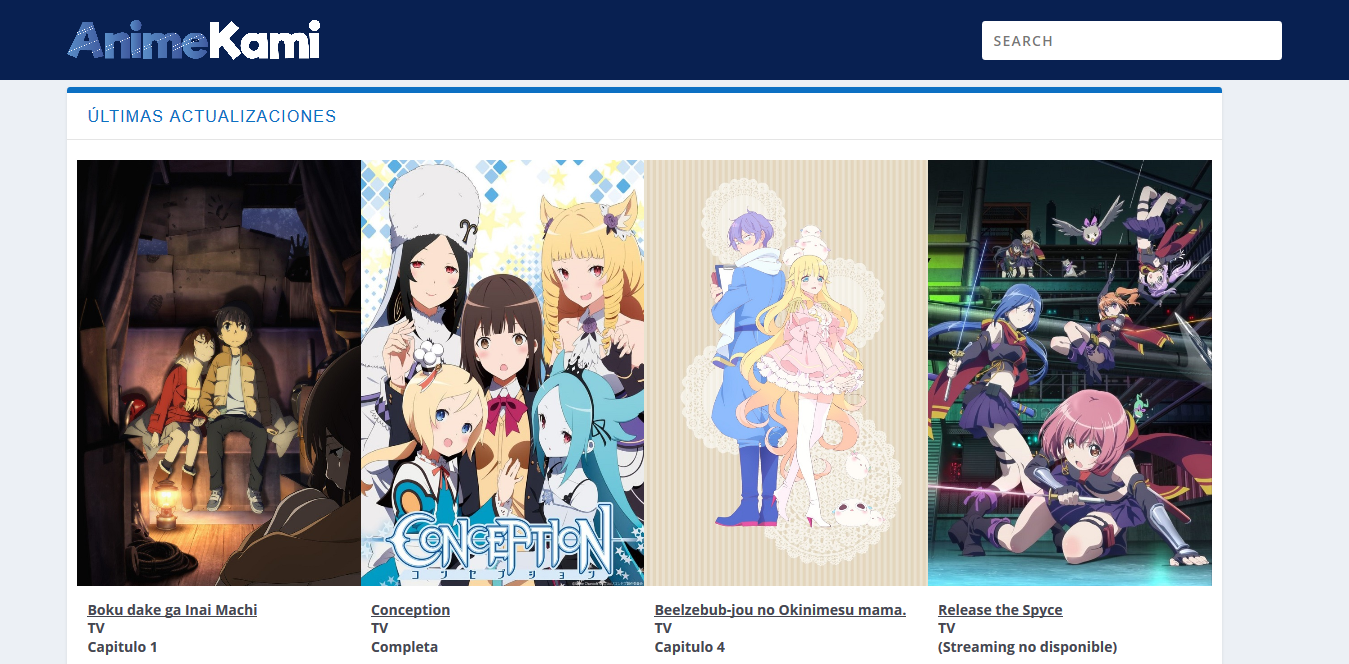 AnimeKami
SEARCH
ÚLTIMAS ACTUALIZACIONES
CONCEPTION
コンセプション
Boku dake ga Inai Machi
TV
Capitulo 1
Conception
TV
Completa
Beelzebub-jou no Okinimesu mama.
TV
Capitulo 4
Release the Spyce
TV
(Streaming no disponible)